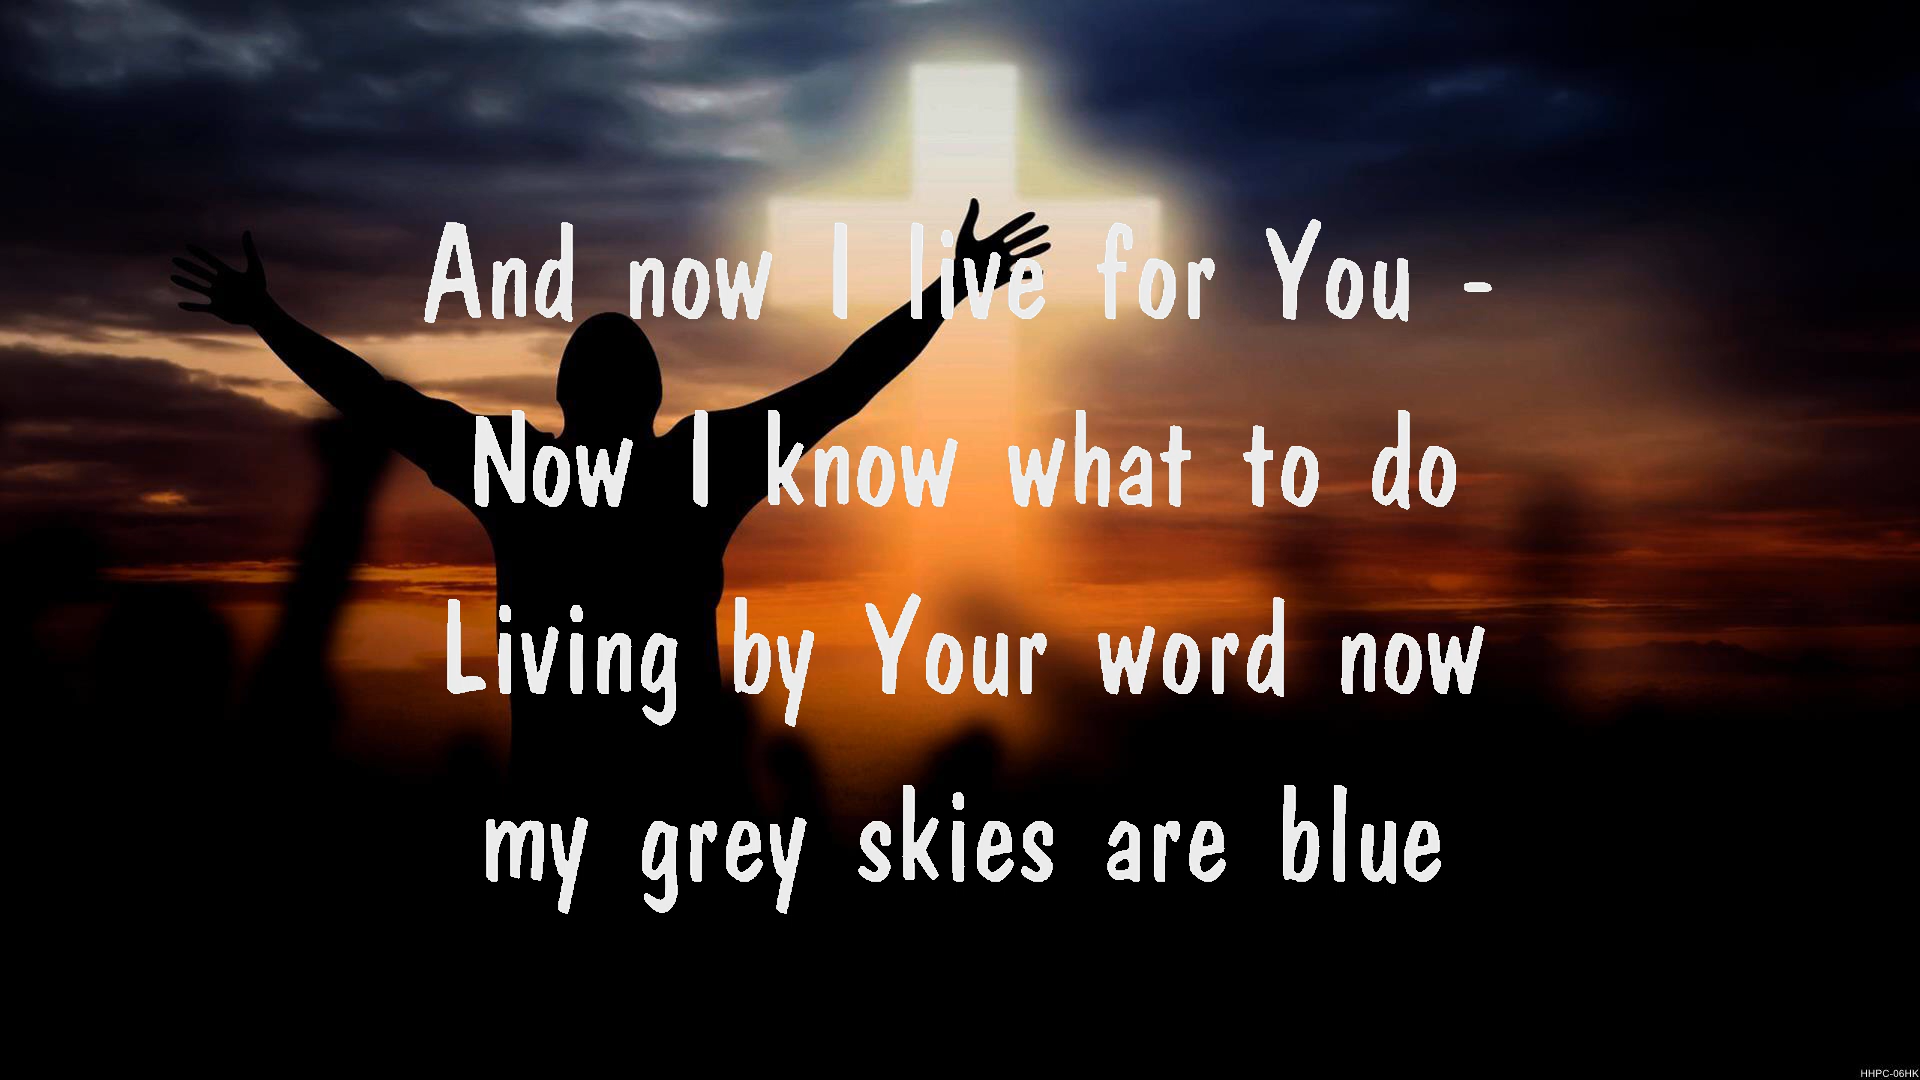 And now I live for You -
Now I know what to do
Living by Your word now
my grey skies are blue
HHPC-06HK